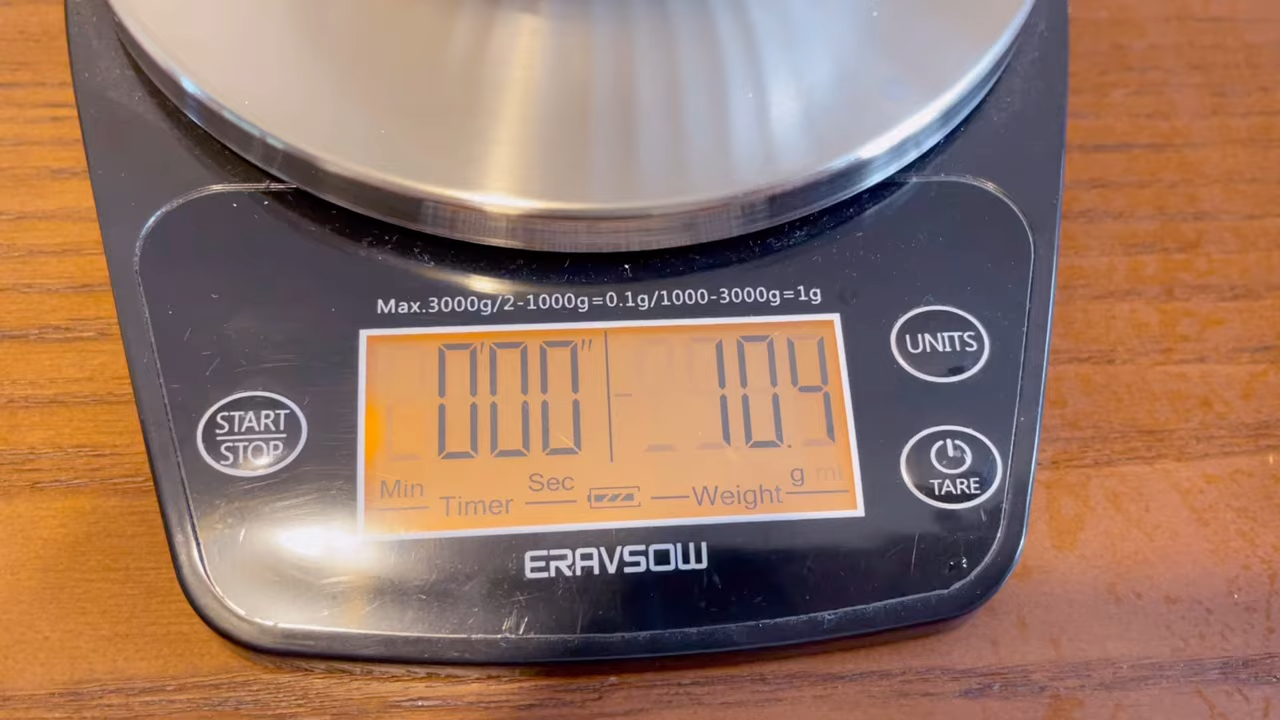 Max.3000g/2-1000g=0.1g/1000-3000g=1g
0'00" 10.4
Min Timer Sec Weight g ml
START
STOP
UNITS
TARE
ERAVSOW